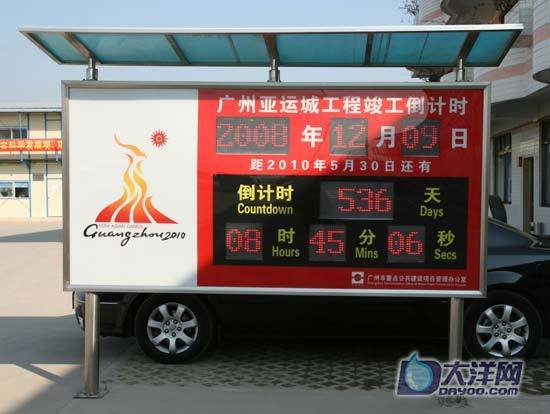 广州亚运城工程竣工倒计时
2008 年 12 月 09 日
距2010年5月30日还有
倒计时 536 天
Countdown Days
08 时 45 分 06 秒
Hours Mins Secs
16TH ASIAN GAMES
Guangzhou 2010
广州市重点公共建设项目管理办公室
大洋网
DAYOO.COM